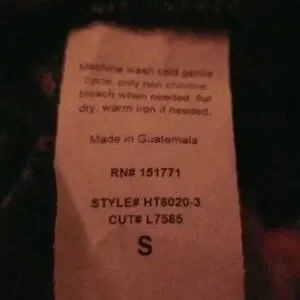 machine wash cold gentle
cycle, only non-chlorine
bleach when needed, flat
dry, warm iron if needed.
Made in Guatemala
RN# 151771
STYLE# HT8020-3
CUT# L7585
S